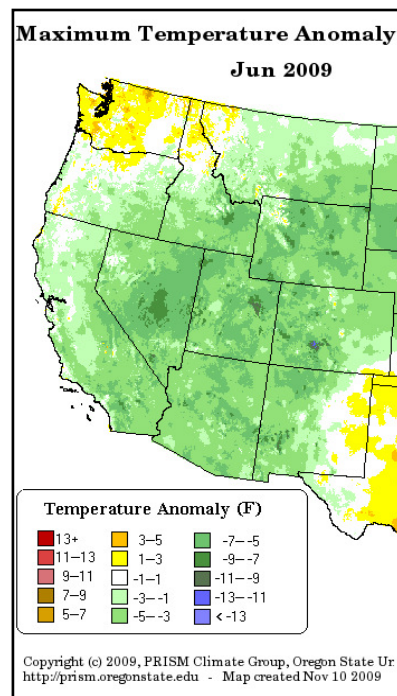 Maximum Temperature Anomaly
Jun 2009
Temperature Anomaly (F)
13+ 3-5 -7--5
11-13 1-3 -9--7
9-11 -1-1 -11--9
7-9 -3--1 -13--11
5-7 -5--3 <-13
Copyright (c) 2009, PRISM Climate Group, Oregon State Ur
http://prism.oregonstate.edu - Map created Nov 10 2009